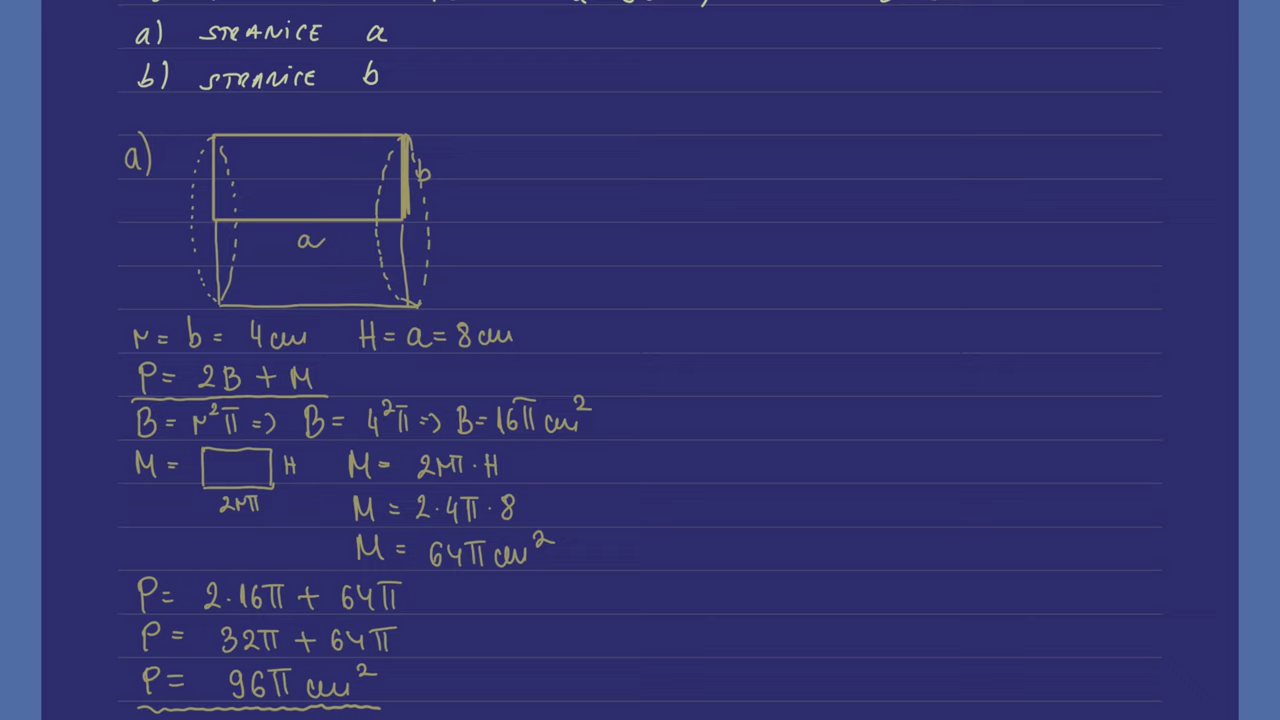 a) STRANICE a
b) STRANICE b
a)
b
a
r = b = 4 cm H = a = 8 cm
P = 2B + M
B = r²π => B = 4²π => B = 16π cm²
M = H M = 2rπ · H
2rπ
M = 2·4π · 8
M = 64π cm²
P = 2·16π + 64π
P = 32π + 64π
P = 96π cm²